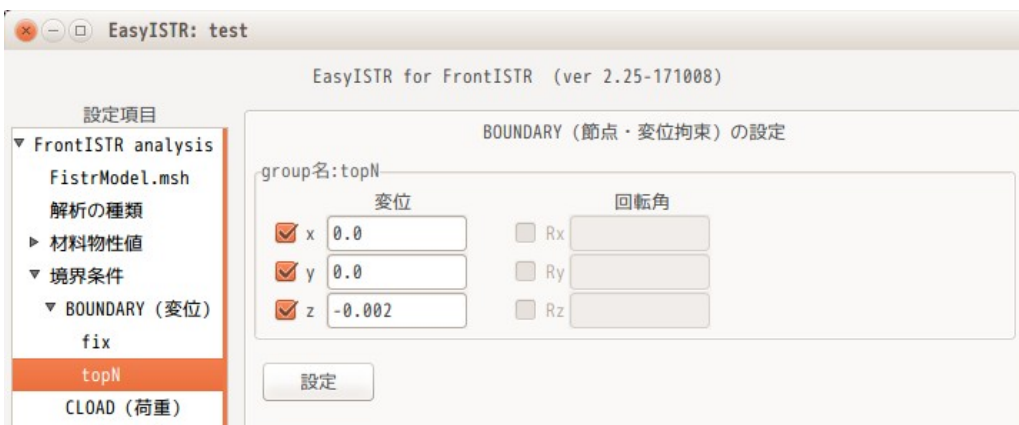 EasyISTR: test
EasyISTR for FrontISTR (ver 2.25-171008)
設定項目
FrontISTR analysis
FistrModel.msh
解析の種類
材料物性値
境界条件
BOUNDARY (変位)
fix
topN
CLOAD (荷重)
BOUNDARY (節点・変位拘束) の設定
group名:topN
変位 回転角
x 0.0 Rx
y 0.0 Ry
z -0.002 Rz
設定